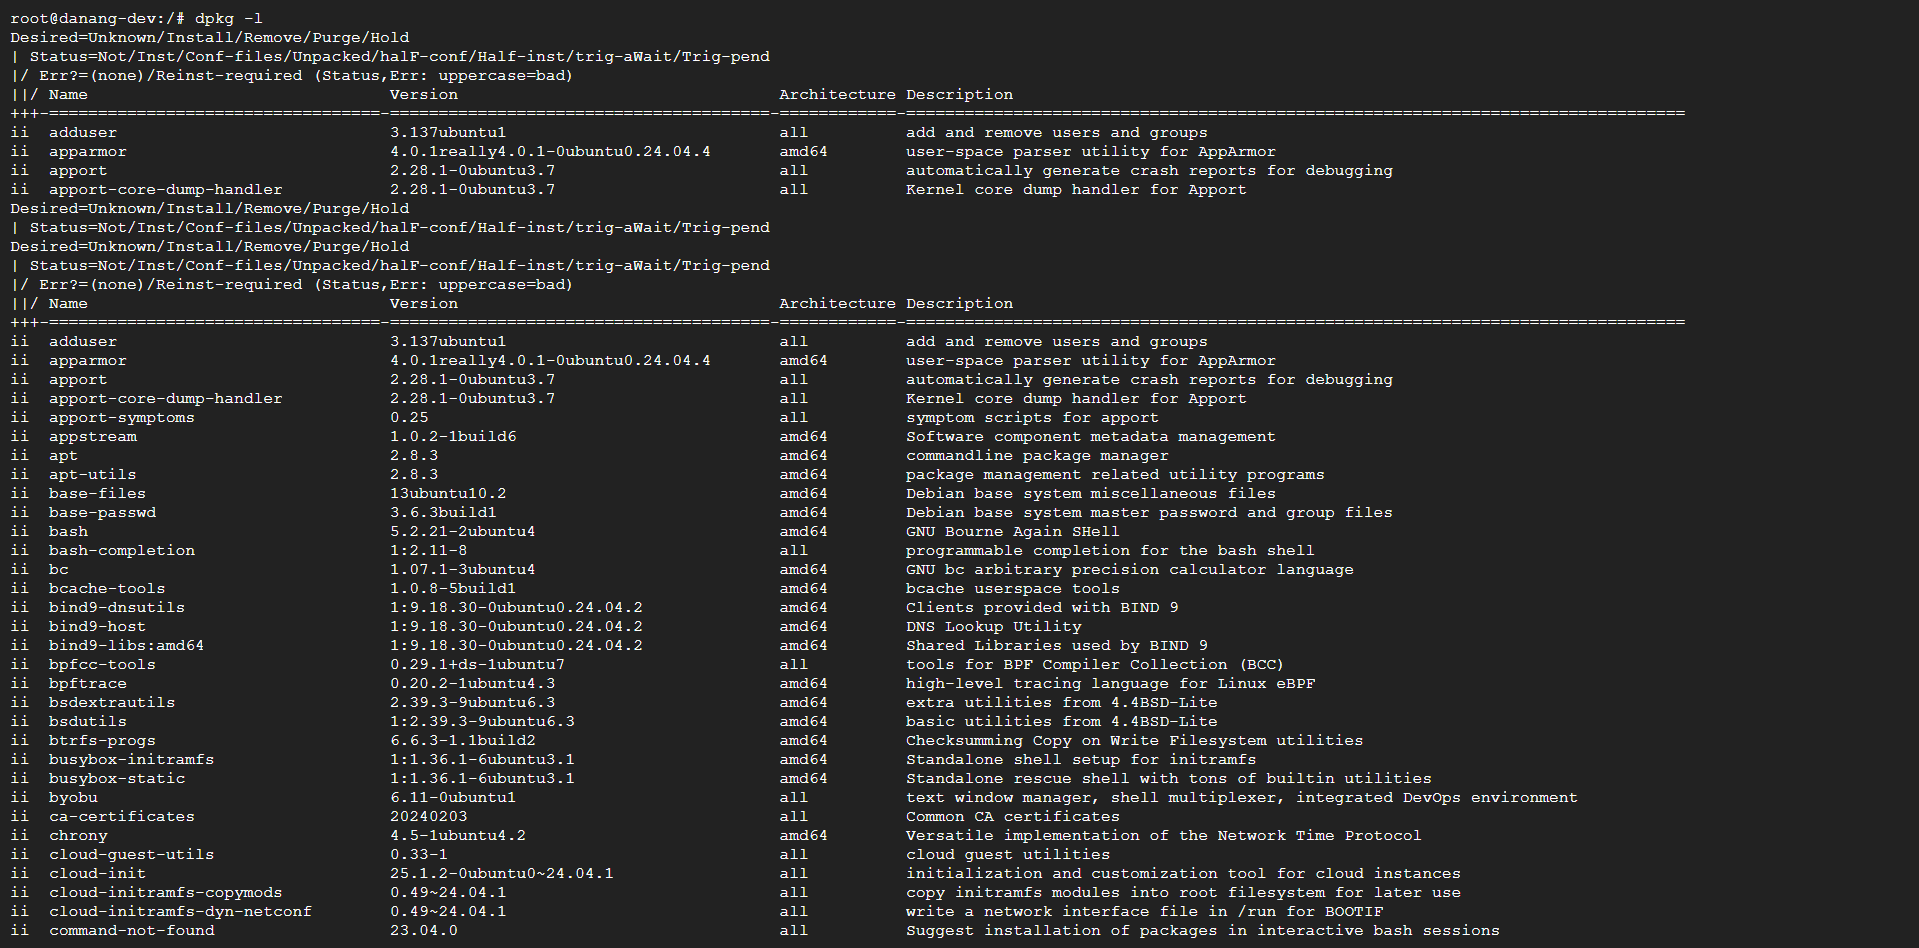 root@danang-dev:/# dpkg -l
Desired=Unknown/Install/Remove/Purge/Hold
| Status=Not/Inst/Conf-files/Unpacked/halF-conf/Half-inst/trig-aWait/Trig-pend
|/ Err?=(none)/Reinst-required (Status,Err: uppercase=bad)
||/ Name                               Version                                 Architecture Description
+++-==================================-=======================================-============-================================================================================
ii  adduser                            3.137ubuntu1                            all          add and remove users and groups
ii  apparmor                           4.0.1really4.0.1-0ubuntu0.24.04.4       amd64        user-space parser utility for AppArmor
ii  apport                             2.28.1-0ubuntu3.7                       all          automatically generate crash reports for debugging
ii  apport-core-dump-handler           2.28.1-0ubuntu3.7                       all          Kernel core dump handler for Apport
Desired=Unknown/Install/Remove/Purge/Hold
| Status=Not/Inst/Conf-files/Unpacked/halF-conf/Half-inst/trig-aWait/Trig-pend
Desired=Unknown/Install/Remove/Purge/Hold
| Status=Not/Inst/Conf-files/Unpacked/halF-conf/Half-inst/trig-aWait/Trig-pend
|/ Err?=(none)/Reinst-required (Status,Err: uppercase=bad)
||/ Name                               Version                                 Architecture Description
+++-==================================-=======================================-============-================================================================================
ii  adduser                            3.137ubuntu1                            all          add and remove users and groups
ii  apparmor                           4.0.1really4.0.1-0ubuntu0.24.04.4       amd64        user-space parser utility for AppArmor
ii  apport                             2.28.1-0ubuntu3.7                       all          automatically generate crash reports for debugging
ii  apport-core-dump-handler           2.28.1-0ubuntu3.7                       all          Kernel core dump handler for Apport
ii  apport-symptoms                    0.25                                    all          symptom scripts for apport
ii  appstream                          1.0.2-1build6                           amd64        Software component metadata management
ii  apt                                2.8.3                                   amd64        commandline package manager
ii  apt-utils                          2.8.3                                   amd64        package management related utility programs
ii  base-files                         13ubuntu10.2                            amd64        Debian base system miscellaneous files
ii  base-passwd                        3.6.3build1                             amd64        Debian base system master password and group files
ii  bash                               5.2.21-2ubuntu4                         amd64        GNU Bourne Again SHell
ii  bash-completion                    1:2.11-8                                all          programmable completion for the bash shell
ii  bc                                 1.07.1-3ubuntu4                         amd64        GNU bc arbitrary precision calculator language
ii  bcache-tools                       1.0.8-5build1                           amd64        bcache userspace tools
ii  bind9-dnsutils                     1:9.18.30-0ubuntu0.24.04.2              amd64        Clients provided with BIND 9
ii  bind9-host                         1:9.18.30-0ubuntu0.24.04.2              amd64        DNS Lookup Utility
ii  bind9-libs:amd64                   1:9.18.30-0ubuntu0.24.04.2              amd64        Shared Libraries used by BIND 9
ii  bpfcc-tools                        0.29.1+ds-1ubuntu7                      all          tools for BPF Compiler Collection (BCC)
ii  bpftrace                           0.20.2-1ubuntu4.3                       amd64        high-level tracing language for Linux eBPF
ii  bsdextrautils                      2.39.3-9ubuntu6.3                       amd64        extra utilities from 4.4BSD-Lite
ii  bsdutils                           1:2.39.3-9ubuntu6.3                     amd64        basic utilities from 4.4BSD-Lite
ii  btrfs-progs                        6.6.3-1.1build2                         amd64        Checksumming Copy on Write Filesystem utilities
ii  busybox-initramfs                  1:1.36.1-6ubuntu3.1                     amd64        Standalone shell setup for initramfs
ii  busybox-static                     1:1.36.1-6ubuntu3.1                     amd64        Standalone rescue shell with tons of builtin utilities
ii  byobu                              6.11-0ubuntu1                           all          text window manager, shell multiplexer, integrated DevOps environment
ii  ca-certificates                    20240203                                all          Common CA certificates
ii  chrony                             4.5-1ubuntu4.2                          amd64        Versatile implementation of the Network Time Protocol
ii  cloud-guest-utils                  0.33-1                                  all          cloud guest utilities
ii  cloud-init                         25.1.2-0ubuntu0~24.04.1                 all          initialization and customization tool for cloud instances
ii  cloud-initramfs-copymods           0.49~24.04.1                            all          copy initramfs modules into root filesystem for later use
ii  cloud-initramfs-dyn-netconf        0.49~24.04.1                            all          write a network interface file in /run for BOOTIF
ii  command-not-found                  23.04.0                                 all          Suggest installation of packages in interactive bash sessions